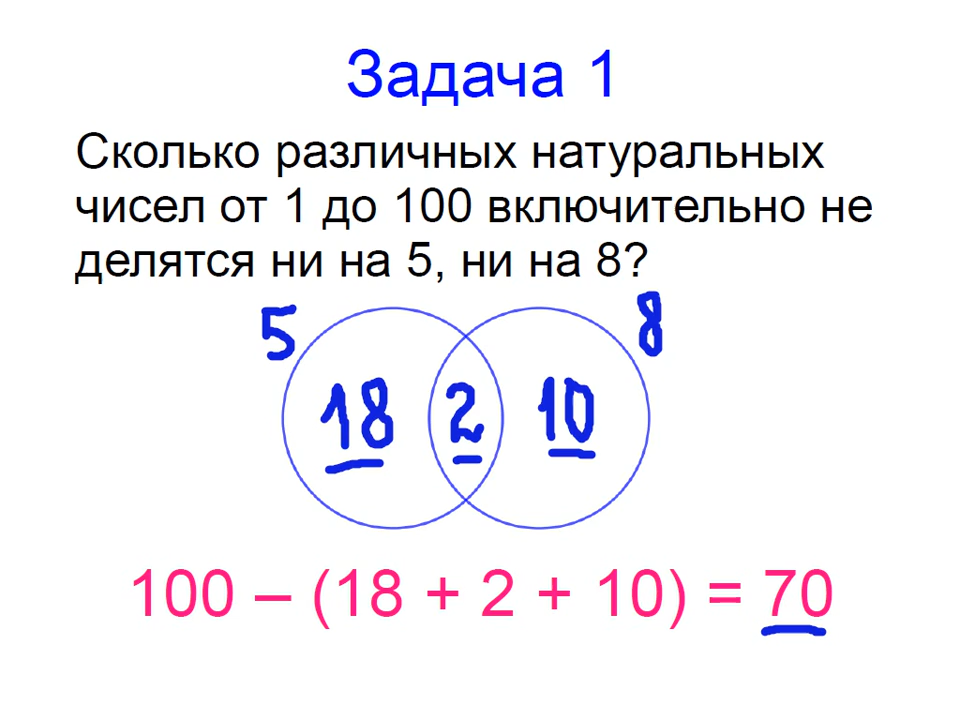 Задача 1
Сколько различных натуральных
чисел от 1 до 100 включительно не
делятся ни на 5, ни на 8?
5 8
18 2 10
100 – (18 + 2 + 10) = 70